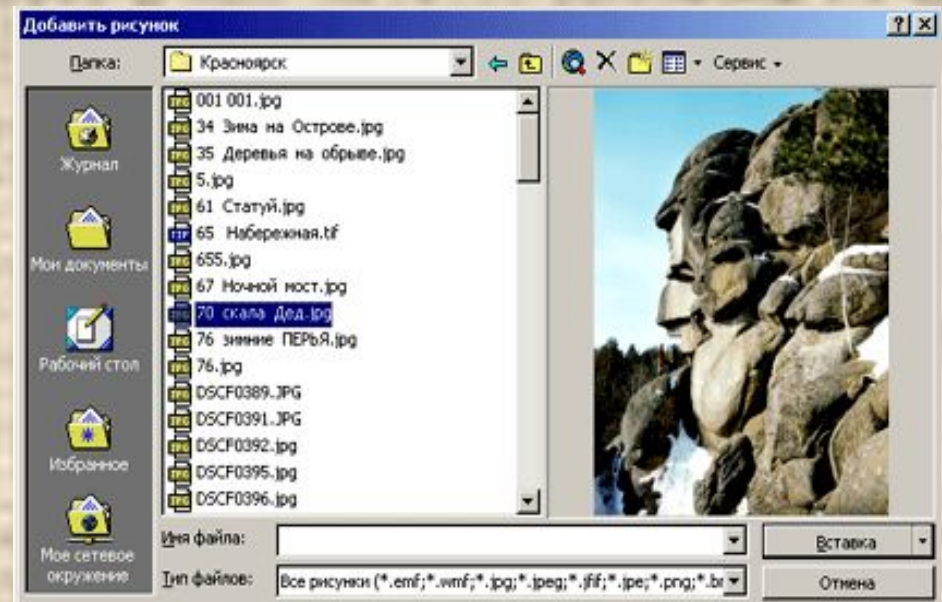 Добавить рисунок
Папка:
Красноярск
Сервис
Журнал
Мои документы
Рабочий стол
Избранное
Мое сетевое
окружение
001 001.jpg
34 Зима на Острове.jpg
35 Деревья на обрыве.jpg
5.jpg
61 Статуй.jpg
65 Набережная.tif
655.jpg
67 Ночной мост.jpg
70 скала Дед.jpg
76 зимние ПЕРЬЯ.jpg
76.jpg
DSCF0389.JPG
DSCF0391.JPG
DSCF0392.jpg
DSCF0395.jpg
DSCF0396.jpg
Имя файла:
Вставка
Тип файлов:
Все рисунки (*.emf;*.wmf;*.jpg;*.jpeg;*.jfif;*.jpe;*.png;*.br
Отмена